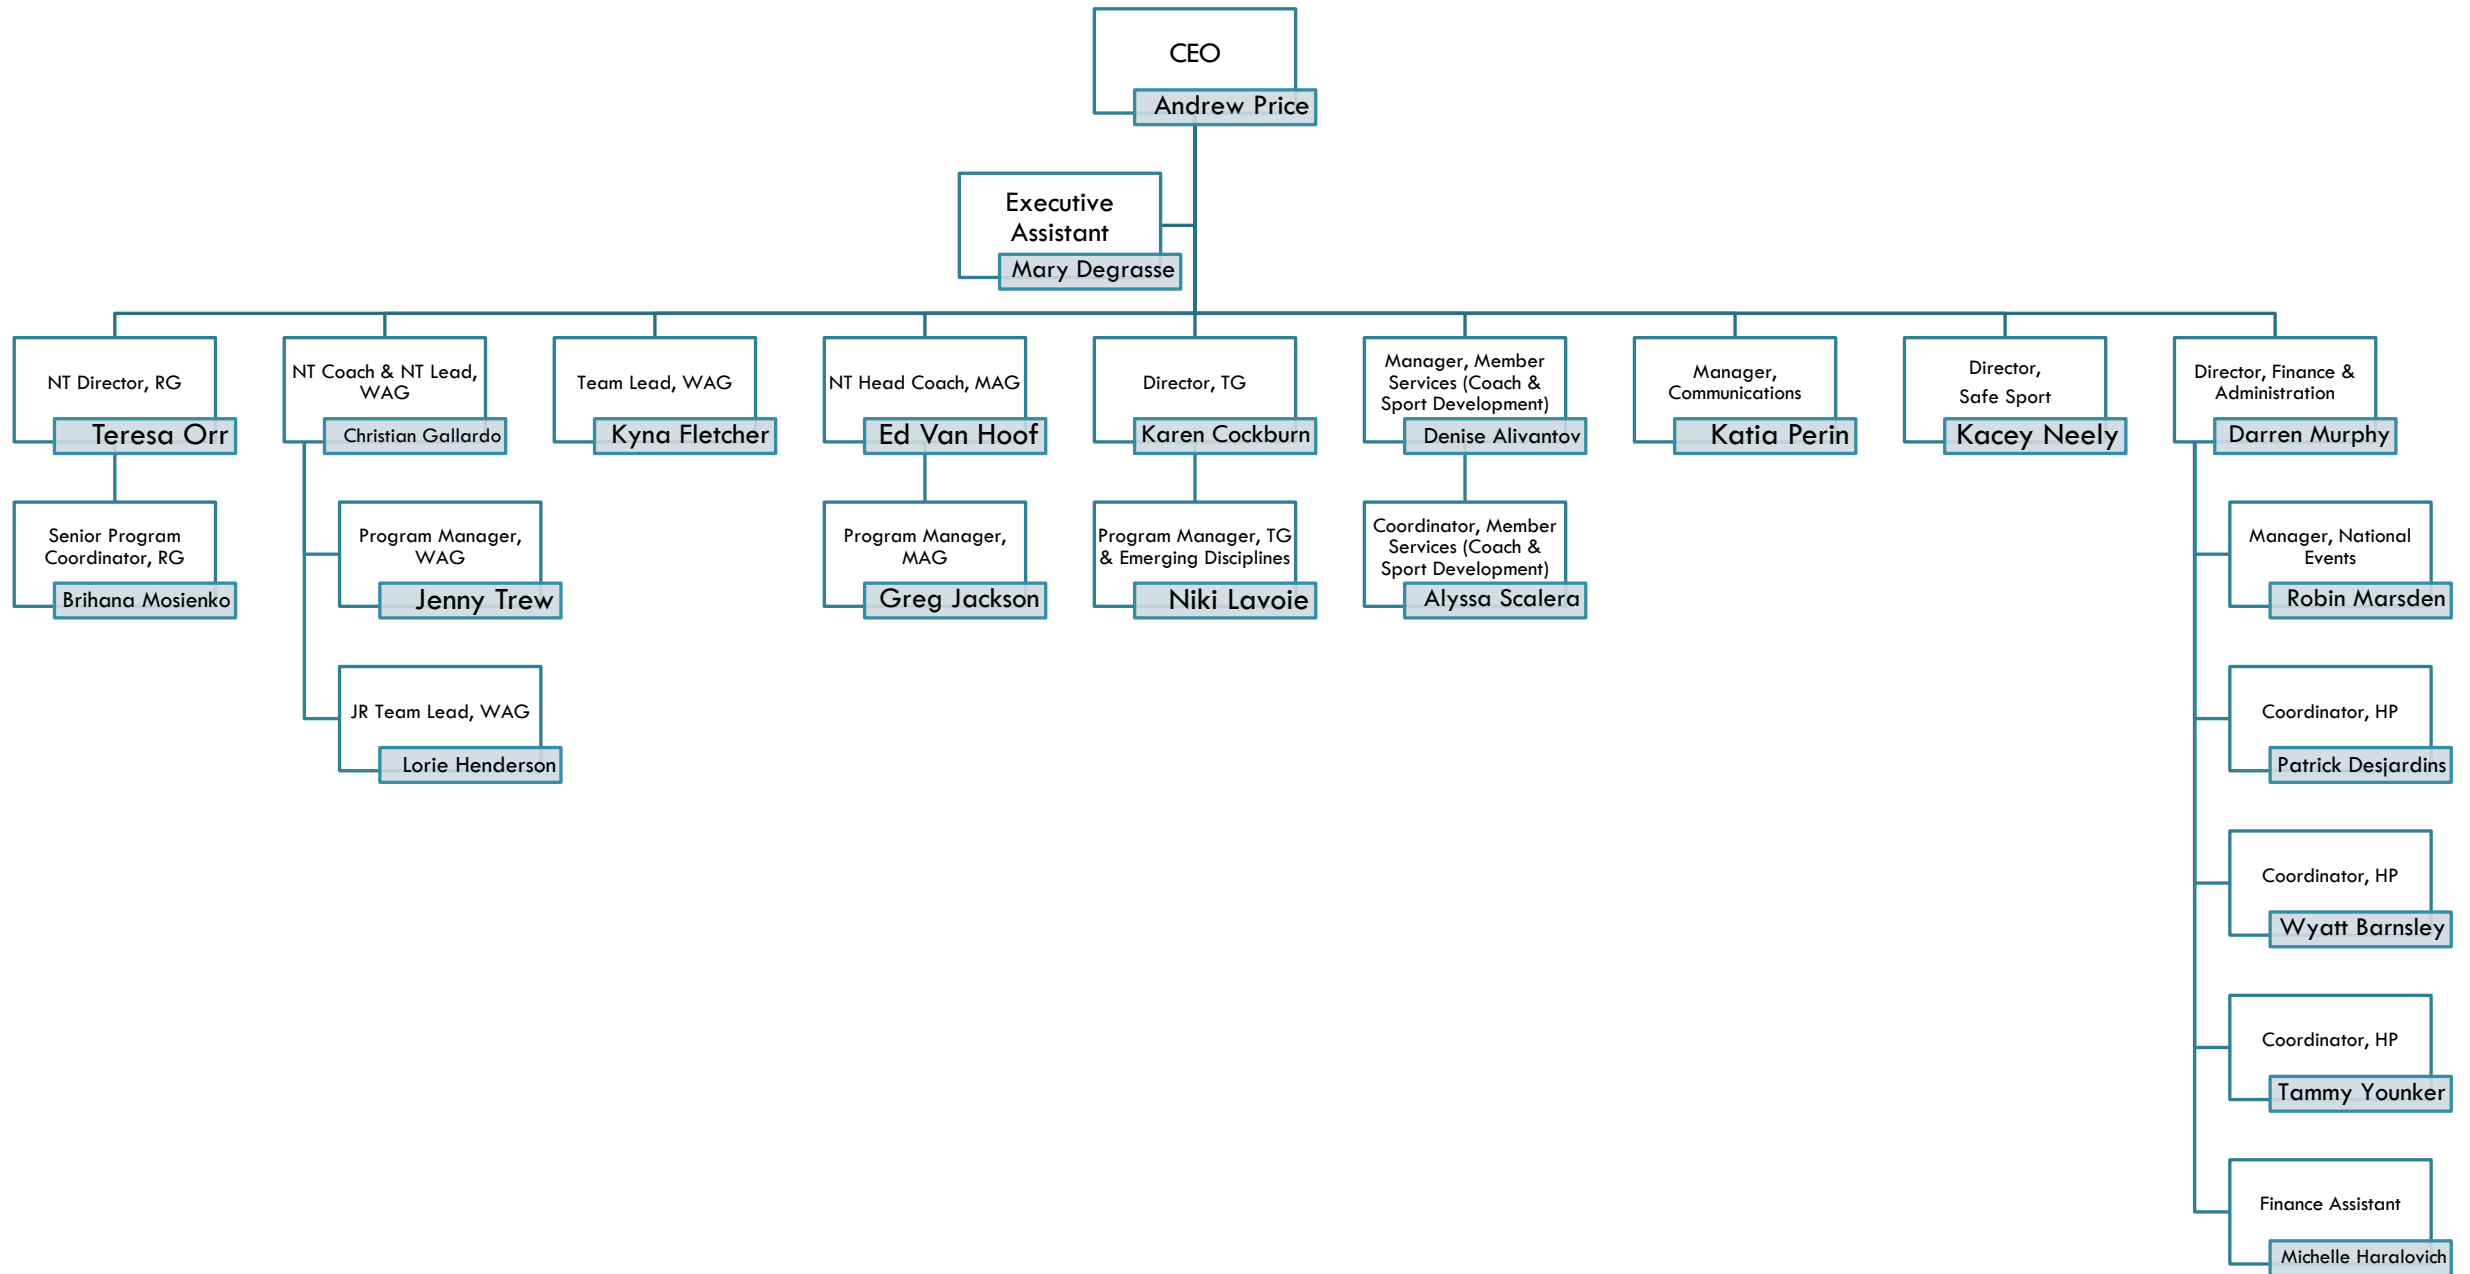 CEO
Andrew Price
Executive
Assistant
Mary Degrasse
NT Director, RG
Teresa Orr
NT Coach & NT Lead,
WAG
Christian Gallardo
Team Lead, WAG
Kyna Fletcher
NT Head Coach, MAG
Ed Van Hoof
Director, TG
Karen Cockburn
Manager, Member
Services (Coach &
Sport Development)
Denise Alivantov
Manager,
Communications
Katia Perin
Director,
Safe Sport
Kacey Neely
Director, Finance &
Administration
Darren Murphy
Senior Program
Coordinator, RG
Brihana Mosienko
Program Manager,
WAG
Jenny Trew
Program Manager,
MAG
Greg Jackson
Program Manager, TG
& Emerging Disciplines
Niki Lavoie
Coordinator, Member
Services (Coach &
Sport Development)
Alyssa Scalera
Manager, National
Events
Robin Marsden
JR Team Lead, WAG
Lorie Henderson
Coordinator, HP
Patrick Desjardins
Coordinator, HP
Wyatt Barnsley
Coordinator, HP
Tammy Younker
Finance Assistant
Michelle Haralovich